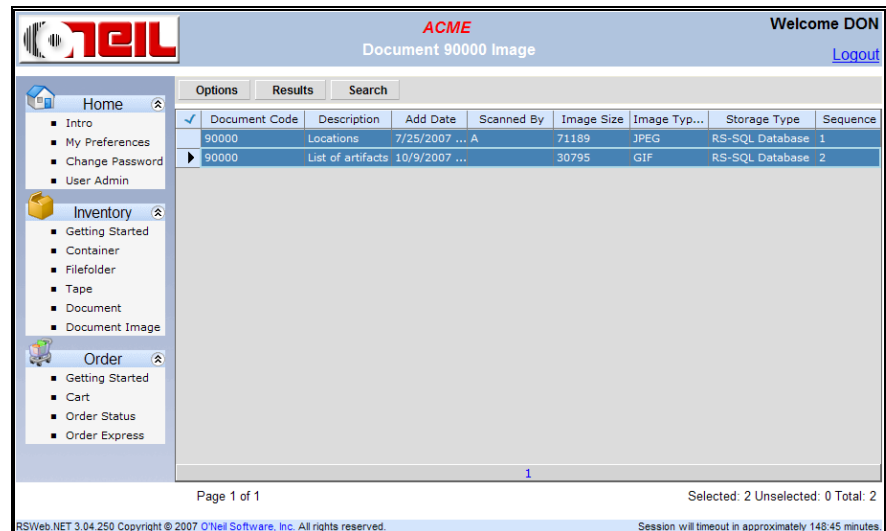 O'NEIL
ACME
Document 90000 Image
Welcome DON
Logout
Options Results Search
Home
Intro
My Preferences
Change Password
User Admin
Inventory
Getting Started
Container
Filefolder
Tape
Document
Document Image
Order
Getting Started
Cart
Order Status
Order Express
Document Code Description Add Date Scanned By Image Size Image Typ... Storage Type Sequence
90000 Locations 7/25/2007 ... A 71189 JPEG RS-SQL Database 1
90000 List of artifacts 10/9/2007 ... 30795 GIF RS-SQL Database 2
1
Page 1 of 1
Selected: 2 Unselected: 0 Total: 2
RSWeb.NET 3.04.250 Copyright © 2007 O'Neil Software, Inc. All rights reserved.
Session will timeout in approximately 148:45 minutes.